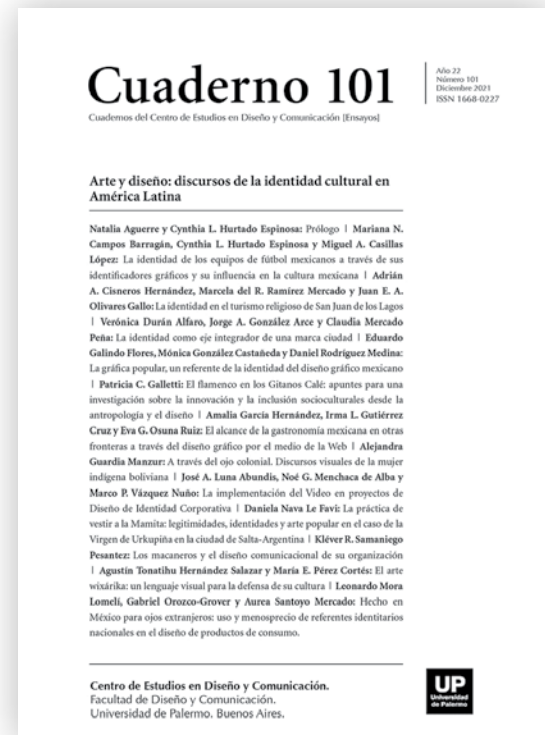 Cuaderno 101
Cuadernos del Centro de Estudios en Diseño y Comunicación [Ensayos]
Año 22
Número 101
Diciembre 2021
ISSN 1668-0227
Arte y diseño: discursos de la identidad cultural en
América Latina
Natalia Aguerre y Cynthia L. Hurtado Espinosa: Prólogo | Mariana N.
Campos Barragán, Cynthia L. Hurtado Espinosa y Miguel A. Casillas
López: La identidad de los equipos de fútbol mexicanos a través de sus
identificadores gráficos y su influencia en la cultura mexicana | Adrián
A. Cisneros Hernández, Marcela del R. Ramírez Mercado y Juan E. A.
Olivares Gallo: La identidad en el turismo religioso de San Juan de los Lagos
| Verónica Durán Alfaro, Jorge A. González Arce y Claudia Mercado
Peña: La identidad como eje integrador de una marca ciudad | Eduardo
Galindo Flores, Mónica González Castañeda y Daniel Rodríguez Medina:
La gráfica popular, un referente de la identidad del diseño gráfico mexicano
| Patricia C. Galletti: El flamenco en los Gitanos Calé: apuntes para una
investigación sobre la innovación y la inclusión socioculturales desde la
antropología y el diseño | Amalia García Hernández, Irma L. Gutiérrez
Cruz y Eva G. Osuna Ruiz: El alcance de la gastronomía mexicana en otras
fronteras a través del diseño gráfico por el medio de la Web | Alejandra
Guardia Manzur: A través del ojo colonial. Discursos visuales de la mujer
indígena boliviana | José A. Luna Abundis, Noé G. Menchaca de Alba y
Marco P. Vázquez Nuño: La implementación del Video en proyectos de
Diseño de Identidad Corporativa | Daniela Nava Le Favi: La práctica de
vestir a la Mamita: legitimidades, identidades y arte popular en el caso de la
Virgen de Urkupiña en la ciudad de Salta-Argentina | Kléver R. Samaniego
Pesantez: Los macaneros y el diseño comunicacional de su organización
| Agustín Tonatihu Hernández Salazar y María E. Pérez Cortés: El arte
wixárika: un lenguaje visual para la defensa de su cultura | Leonardo Mora
Lomelí, Gabriel Orozco-Grover y Aurea Santoyo Mercado: Hecho en
México para ojos extranjeros: uso y menosprecio de referentes identitarios
nacionales en el diseño de productos de consumo.
Centro de Estudios en Diseño y Comunicación.
Facultad de Diseño y Comunicación.
Universidad de Palermo. Buenos Aires.
UP
Universidad
de Palermo